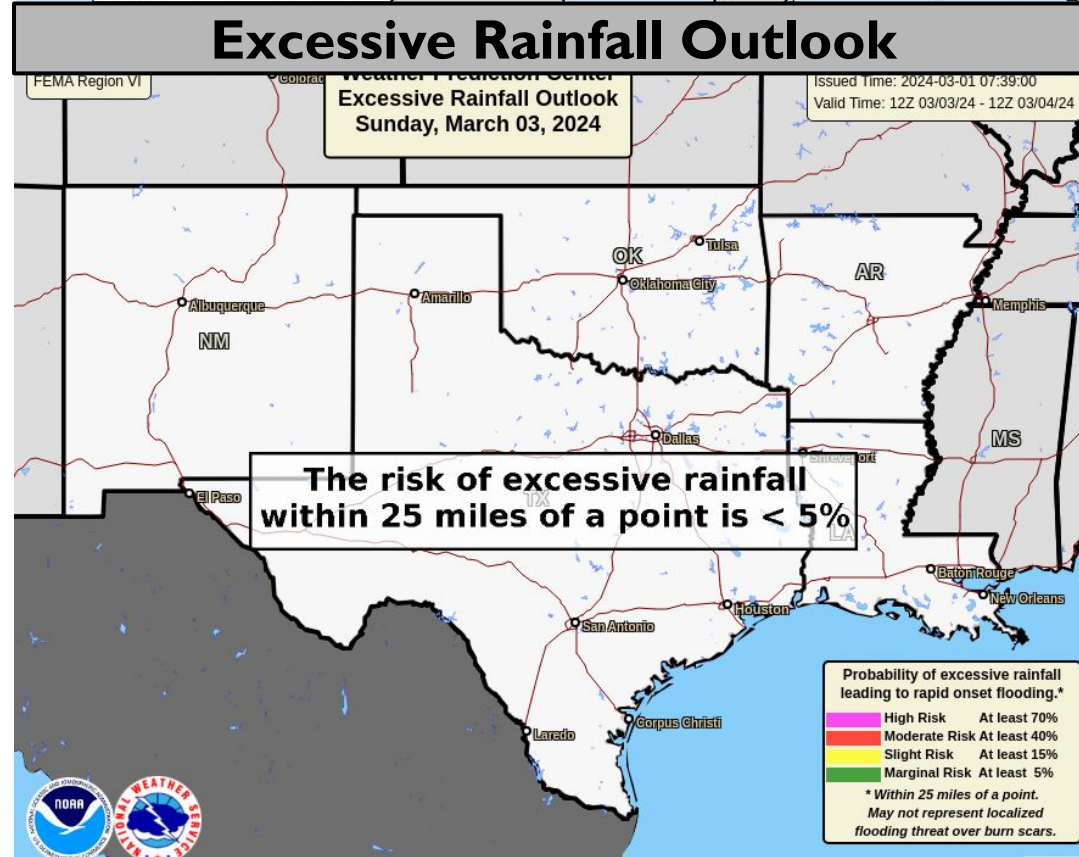 Excessive Rainfall Outlook
FEMA Region VI
Weather Prediction Center
Excessive Rainfall Outlook
Sunday, March 03, 2024
Issued Time: 2024-03-01 07:39:00
Valid Time: 12Z 03/03/24 - 12Z 03/04/24
Colorad
Tulsa
OK
Oklahoma City
AR
Albuquerque
Amarillo
Memphis
NM
Dallas
MS
Shreveport
The risk of excessive rainfall
within 25 miles of a point is < 5%
El Paso
TX
LA
Baton Rouge
New Orleans
Houston
San Antonio
Corpus Christi
Laredo
Probability of excessive rainfall
leading to rapid onset flooding.*
High Risk At least 70%
Moderate Risk At least 40%
Slight Risk At least 15%
Marginal Risk At least 5%
* Within 25 miles of a point.
May not represent localized
flooding threat over burn scars.
NOAA
NATIONAL WEATHER SERVICE